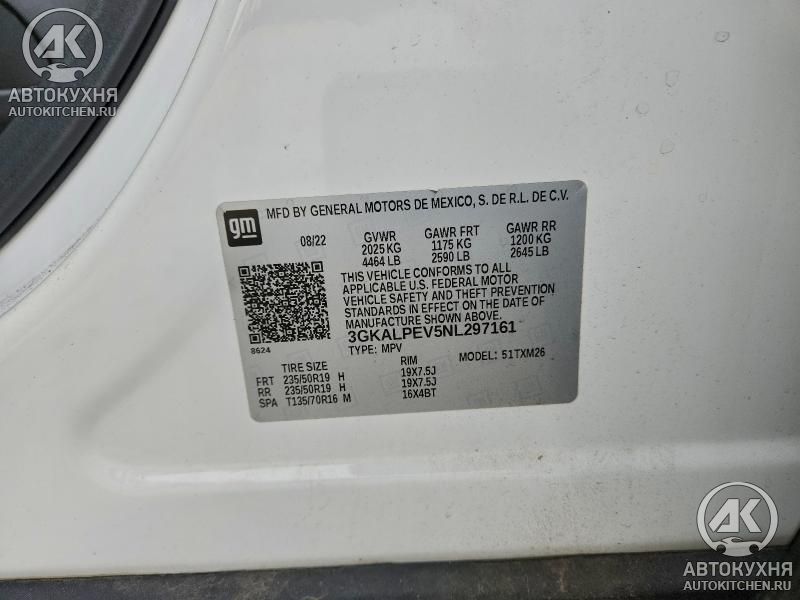 АВТОКУХНЯ
AUTOKITCHEN.RU
gm MFD BY GENERAL MOTORS DE MEXICO, S. DE R.L. DE C.V.
08/22 GVWR GAWR FRT GAWR RR
2025 KG 1175 KG 1200 KG
4464 LB 2590 LB 2645 LB
THIS VEHICLE CONFORMS TO ALL
APPLICABLE U.S. FEDERAL MOTOR
VEHICLE SAFETY AND THEFT PREVENTION
STANDARDS IN EFFECT ON THE DATE OF
MANUFACTURE SHOWN ABOVE.
3GKALPEV5NL297161
8624 TYPE: MPV MODEL: 51TXM26
TIRE SIZE RIM
FRT 235/50R19 H 19X7.5J
RR 235/50R19 H 19X7.5J
SPA T135/70R16 M 16X4BT
AK
АВТОКУХНЯ
AUTOKITCHEN.RU